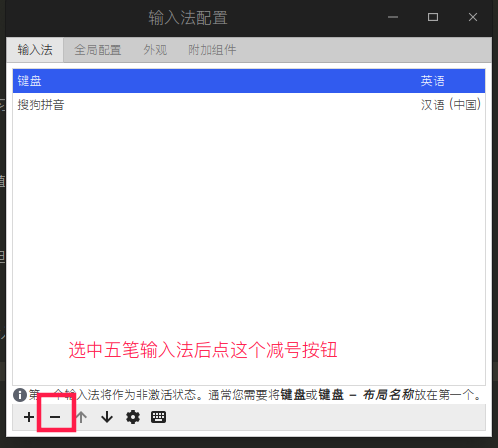 输入法配置
输入法 全局配置 外观 附加组件
键盘 英语
搜狗拼音 汉语 (中国)
选中五笔输入法后点这个减号按钮
第一个输入法将作为非激活状态。通常您需要将键盘或键盘 – 布局名称放在第一个。